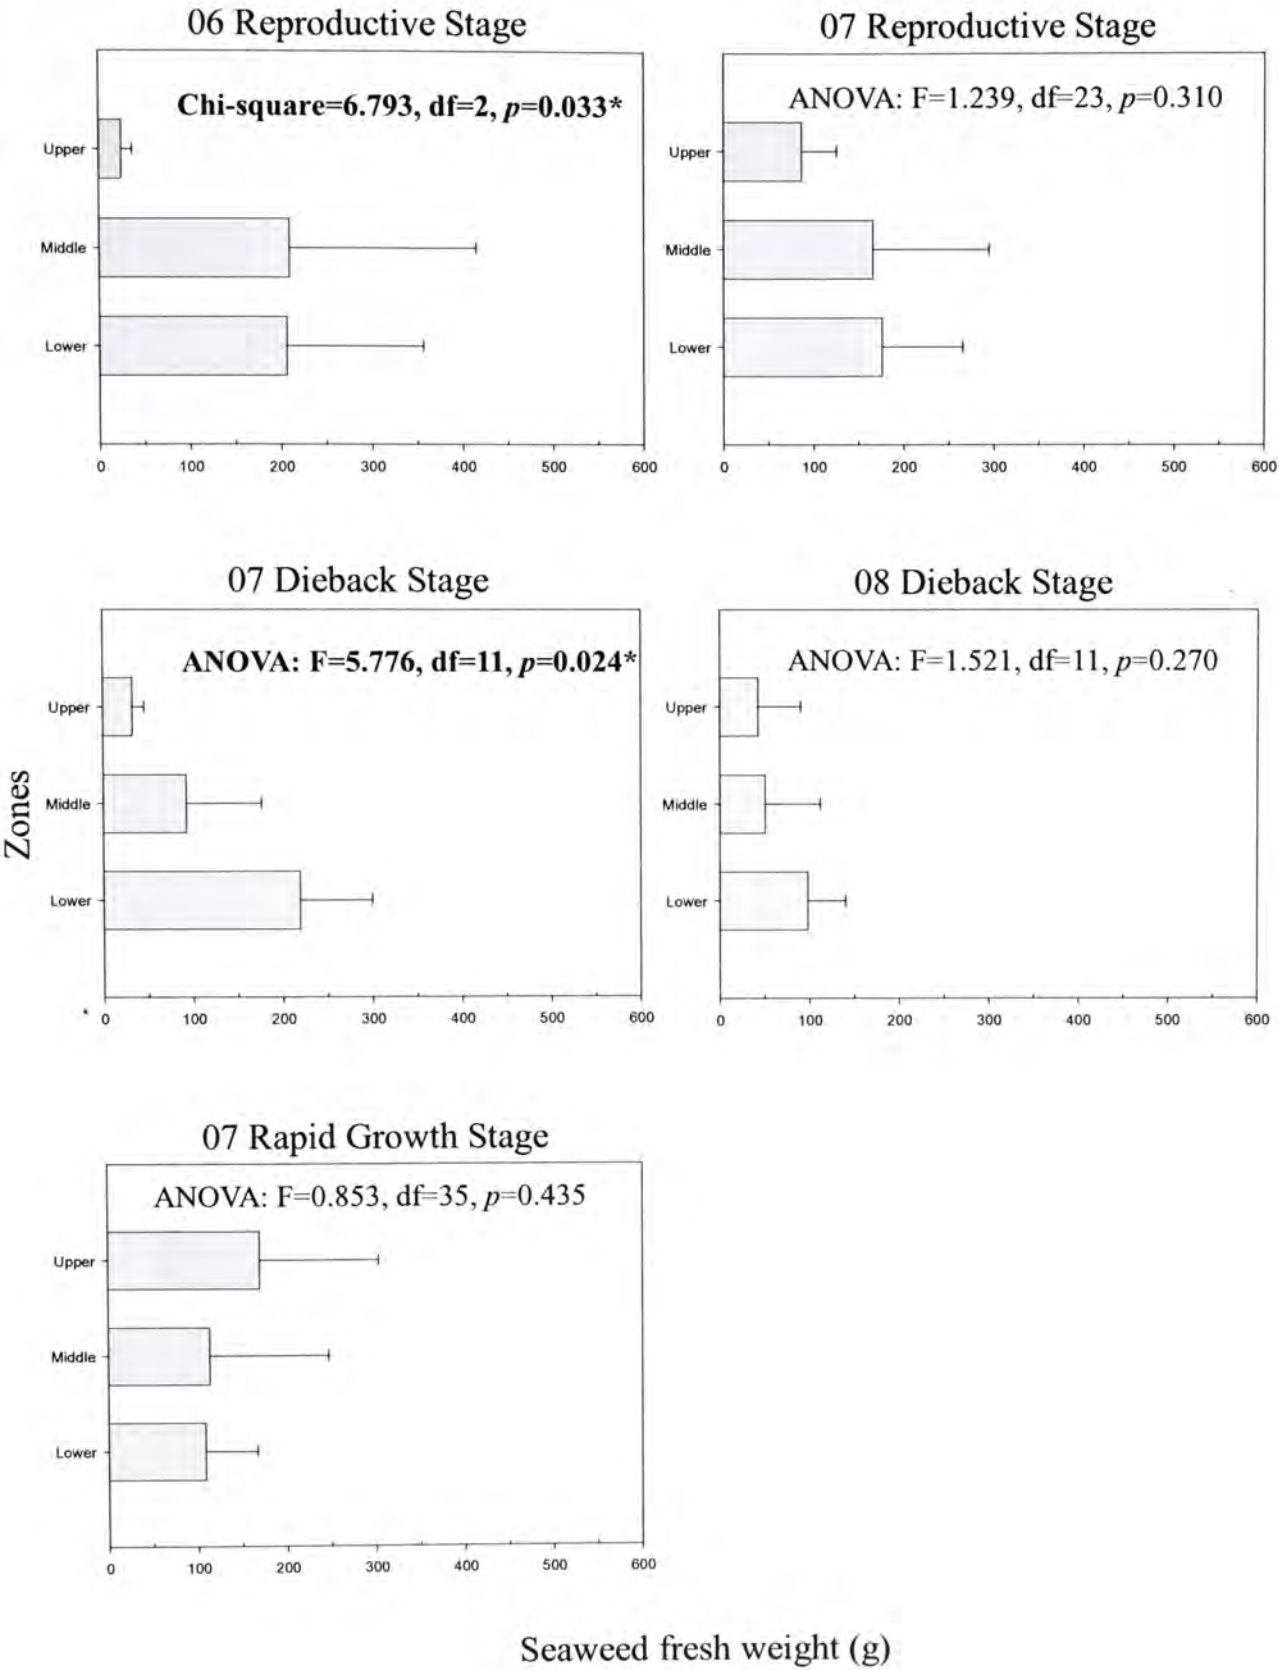 06 Reproductive Stage
Chi-square=6.793, df=2, p=0.033*
Upper
Middle
Lower
0 100 200 300 400 500 600
07 Reproductive Stage
ANOVA: F=1.239, df=23, p=0.310
Upper
Middle
Lower
0 100 200 300 400 500 600
07 Dieback Stage
ANOVA: F=5.776, df=11, p=0.024*
Upper
Middle
Lower
0 100 200 300 400 500 600
08 Dieback Stage
ANOVA: F=1.521, df=11, p=0.270
Upper
Middle
Lower
0 100 200 300 400 500 600
Zones
07 Rapid Growth Stage
ANOVA: F=0.853, df=35, p=0.435
Upper
Middle
Lower
0 100 200 300 400 500 600
Seaweed fresh weight (g)